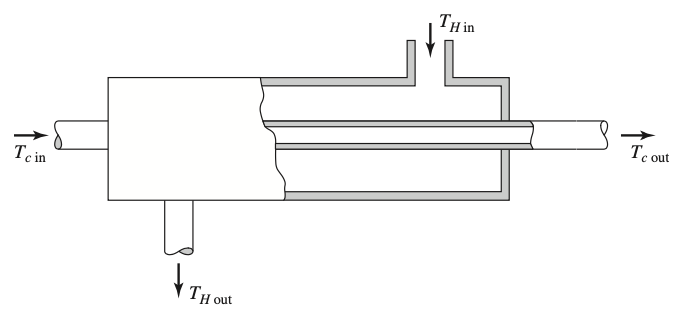 T_H in
T_c in
T_c out
T_H out